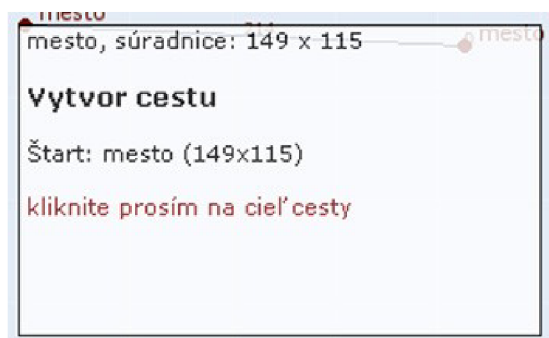 mesto
mesto
mesto, súradnice: 149 x 115
Vytvor cestu
Štart: mesto (149x115)
kliknite prosím na cieľ cesty